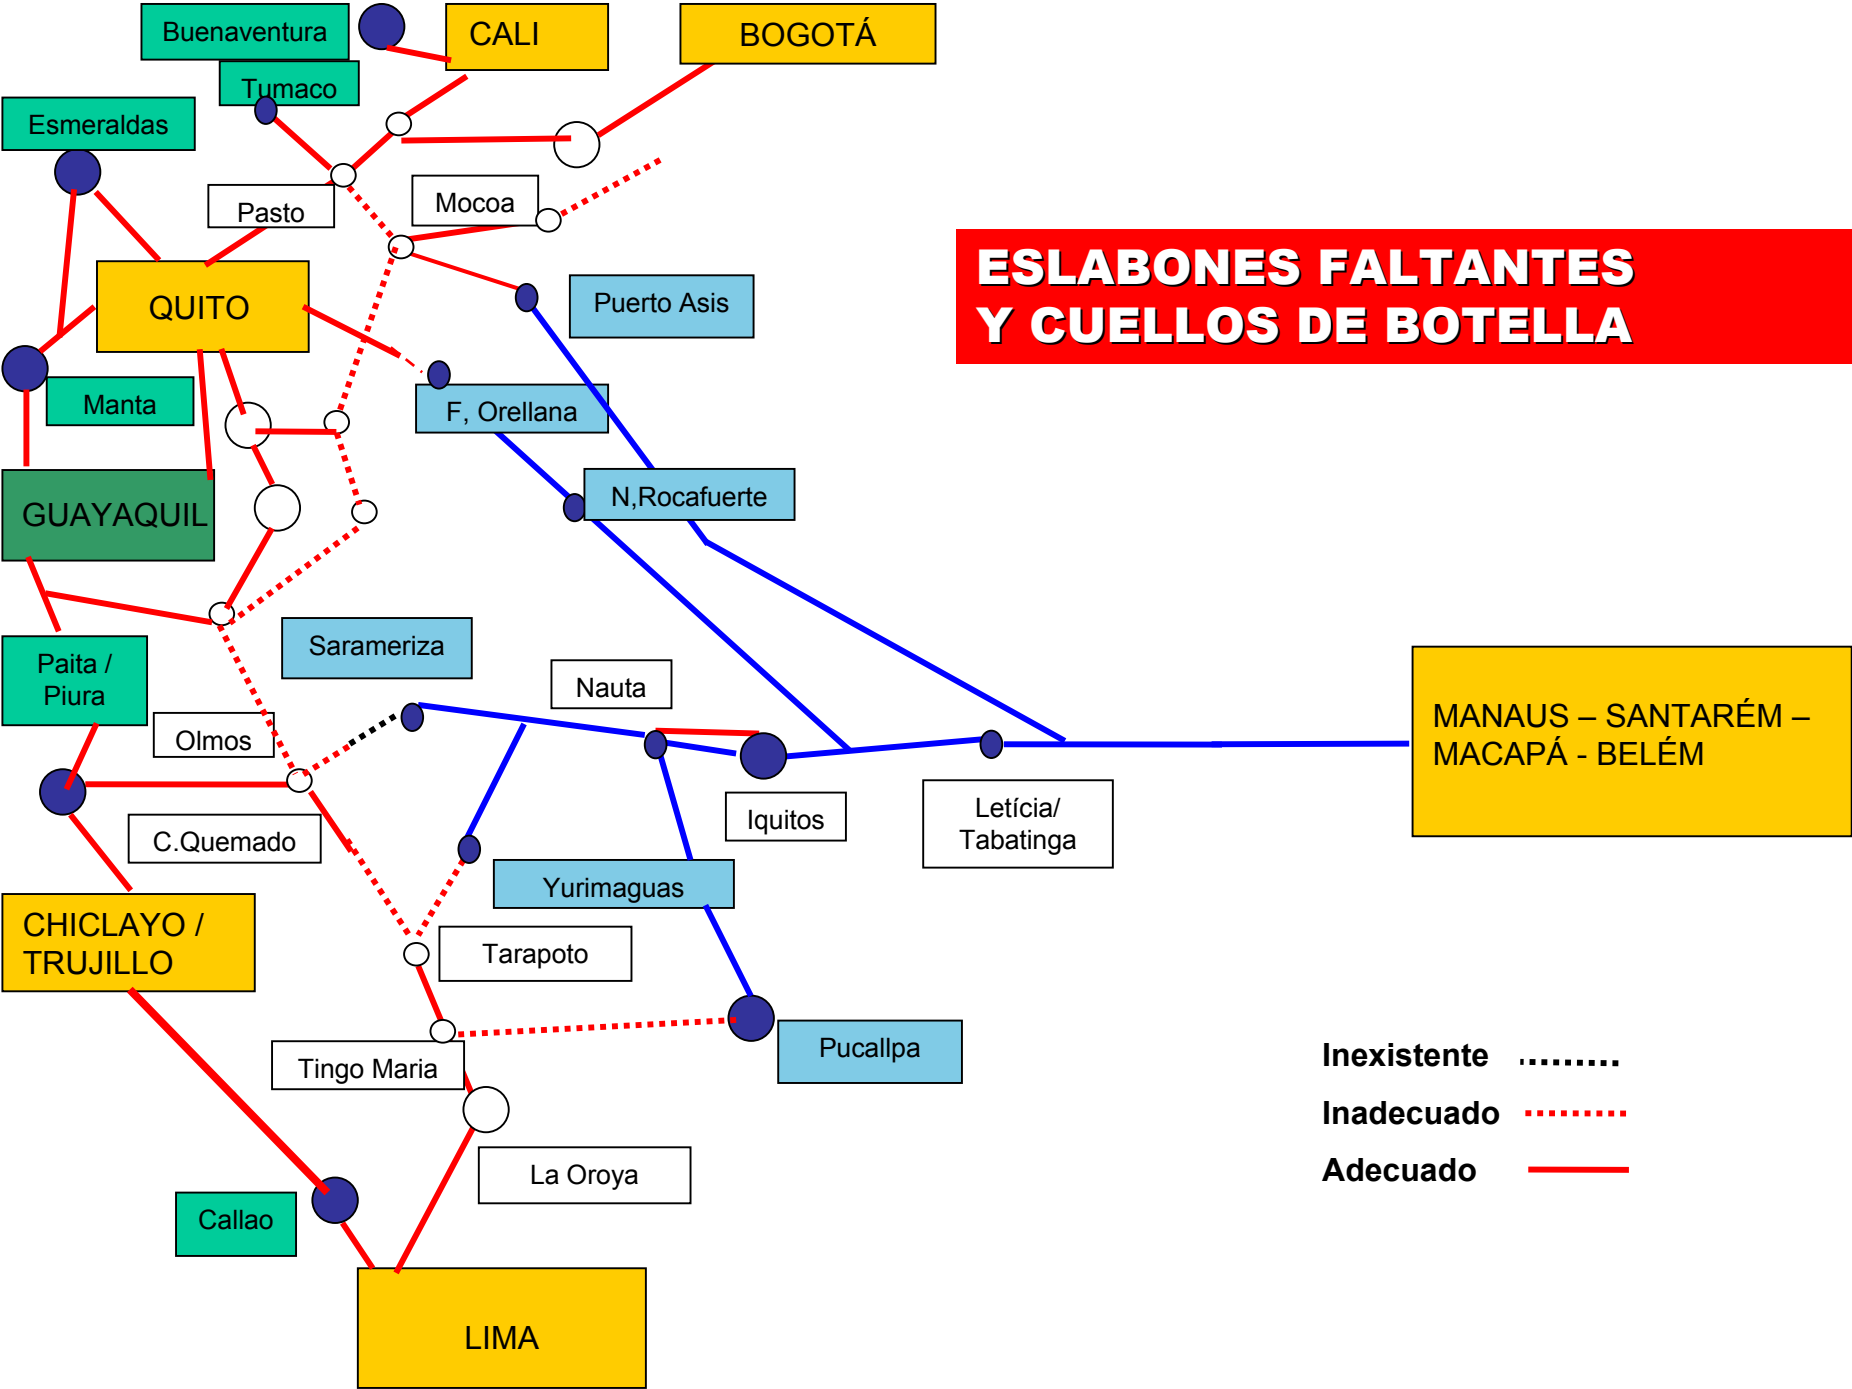 Buenaventura
CALI
BOGOTÁ
Tumaco
Esmeraldas
Pasto
Mocoa
ESLABONES FALTANTES
Y CUELLOS DE BOTELLA
QUITO
Puerto Asis
Manta
F, Orellana
GUAYAQUIL
N,Rocafuerte
Sarameriza
Paita /
Piura
Nauta
Olmos
MANAUS – SANTARÉM –
MACAPÁ - BELÉM
C.Quemado
Iquitos
Letícia/
Tabatinga
Yurimaguas
CHICLAYO /
TRUJILLO
Tarapoto
Tingo Maria
Pucallpa
Inexistente
Inadecuado
Adecuado
La Oroya
Callao
LIMA